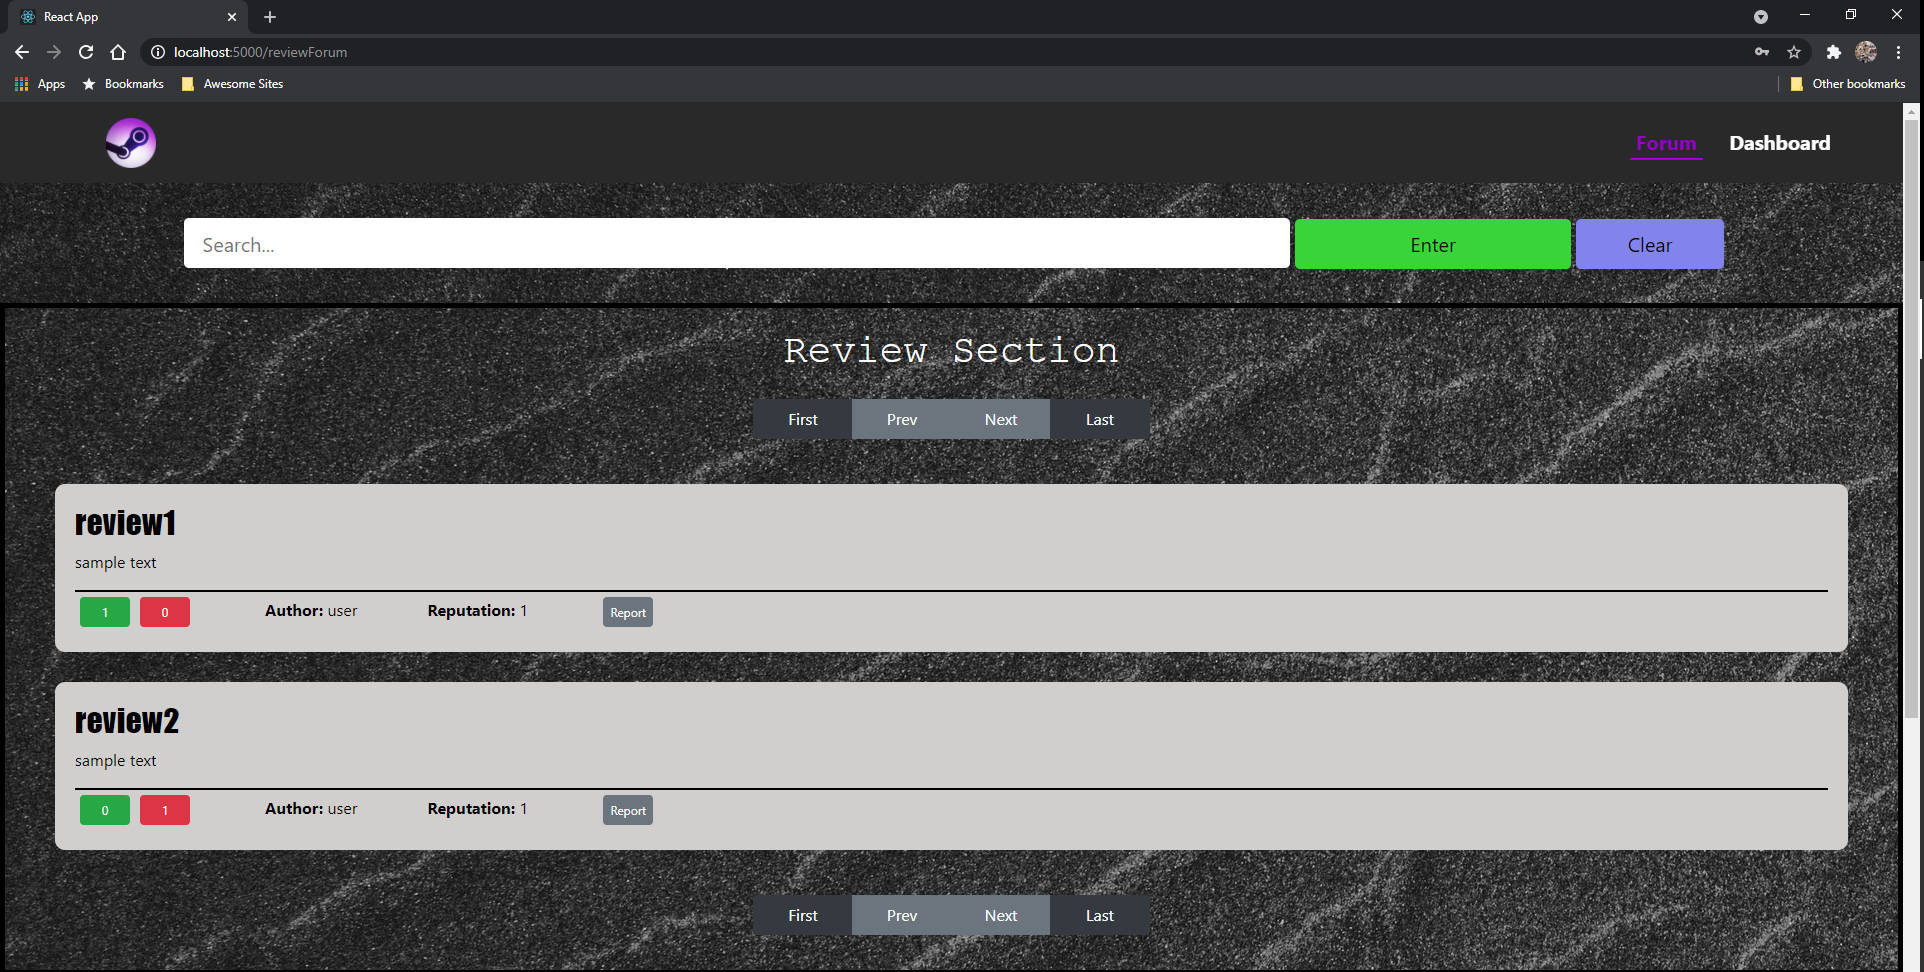 React App
localhost:5000/reviewForum
Apps Bookmarks Awesome Sites Other bookmarks
Forum Dashboard
Search... Enter Clear
Review Section
First Prev Next Last
review1
sample text
1 0 Author: user Reputation: 1 Report
review2
sample text
0 1 Author: user Reputation: 1 Report
First Prev Next Last